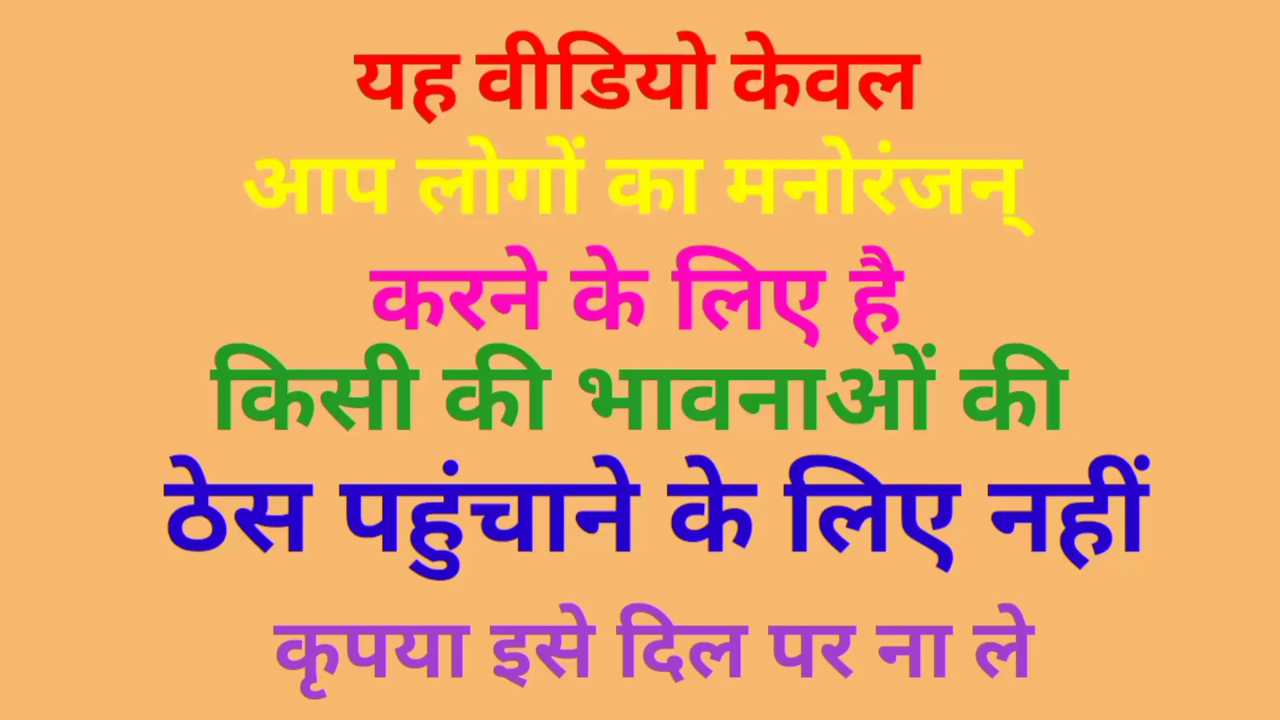 यह वीडियो केवल
आप लोगों का मनोरंजन्
करने के लिए है
किसी की भावनाओं की
ठेस पहुंचाने के लिए नहीं
कृपया इसे दिल पर ना ले